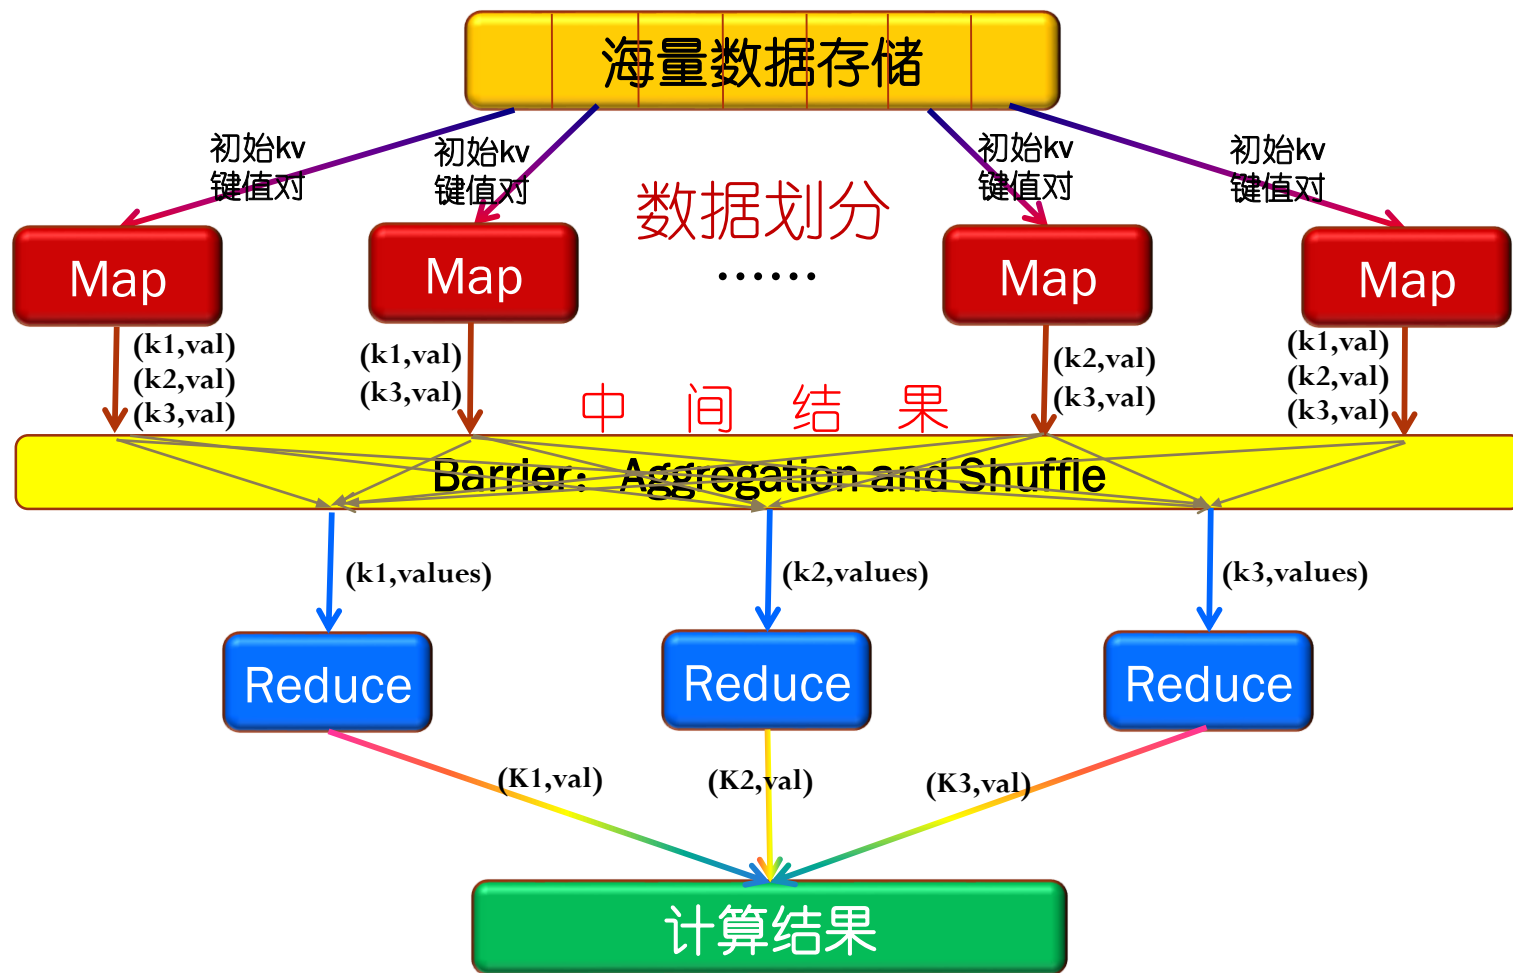 海量数据存储
初始kv
键值对
初始kv
键值对
初始kv
键值对
初始kv
键值对
数据划分
······
Map
Map
Map
Map
(k1,val)
(k2,val)
(k3,val)
(k1,val)
(k3,val)
(k2,val)
(k3,val)
(k1,val)
(k2,val)
(k3,val)
中 间 结 果
Barrier：Aggregation and Shuffle
(k1,values)
(k2,values)
(k3,values)
Reduce
Reduce
Reduce
(K1,val)
(K2,val)
(K3,val)
计算结果